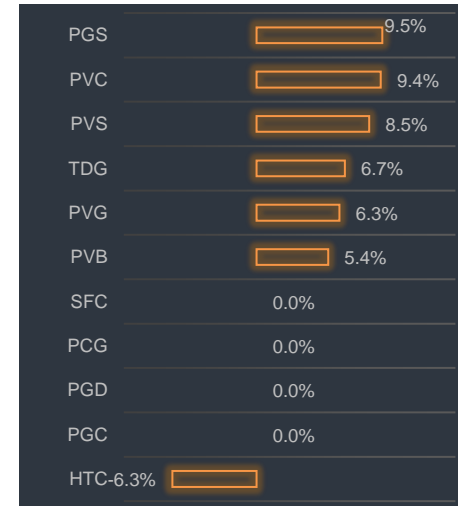 PGS 9.5%
PVC 9.4%
PVS 8.5%
TDG 6.7%
PVG 6.3%
PVB 5.4%
SFC 0.0%
PCG 0.0%
PGD 0.0%
PGC 0.0%
HTC -6.3%